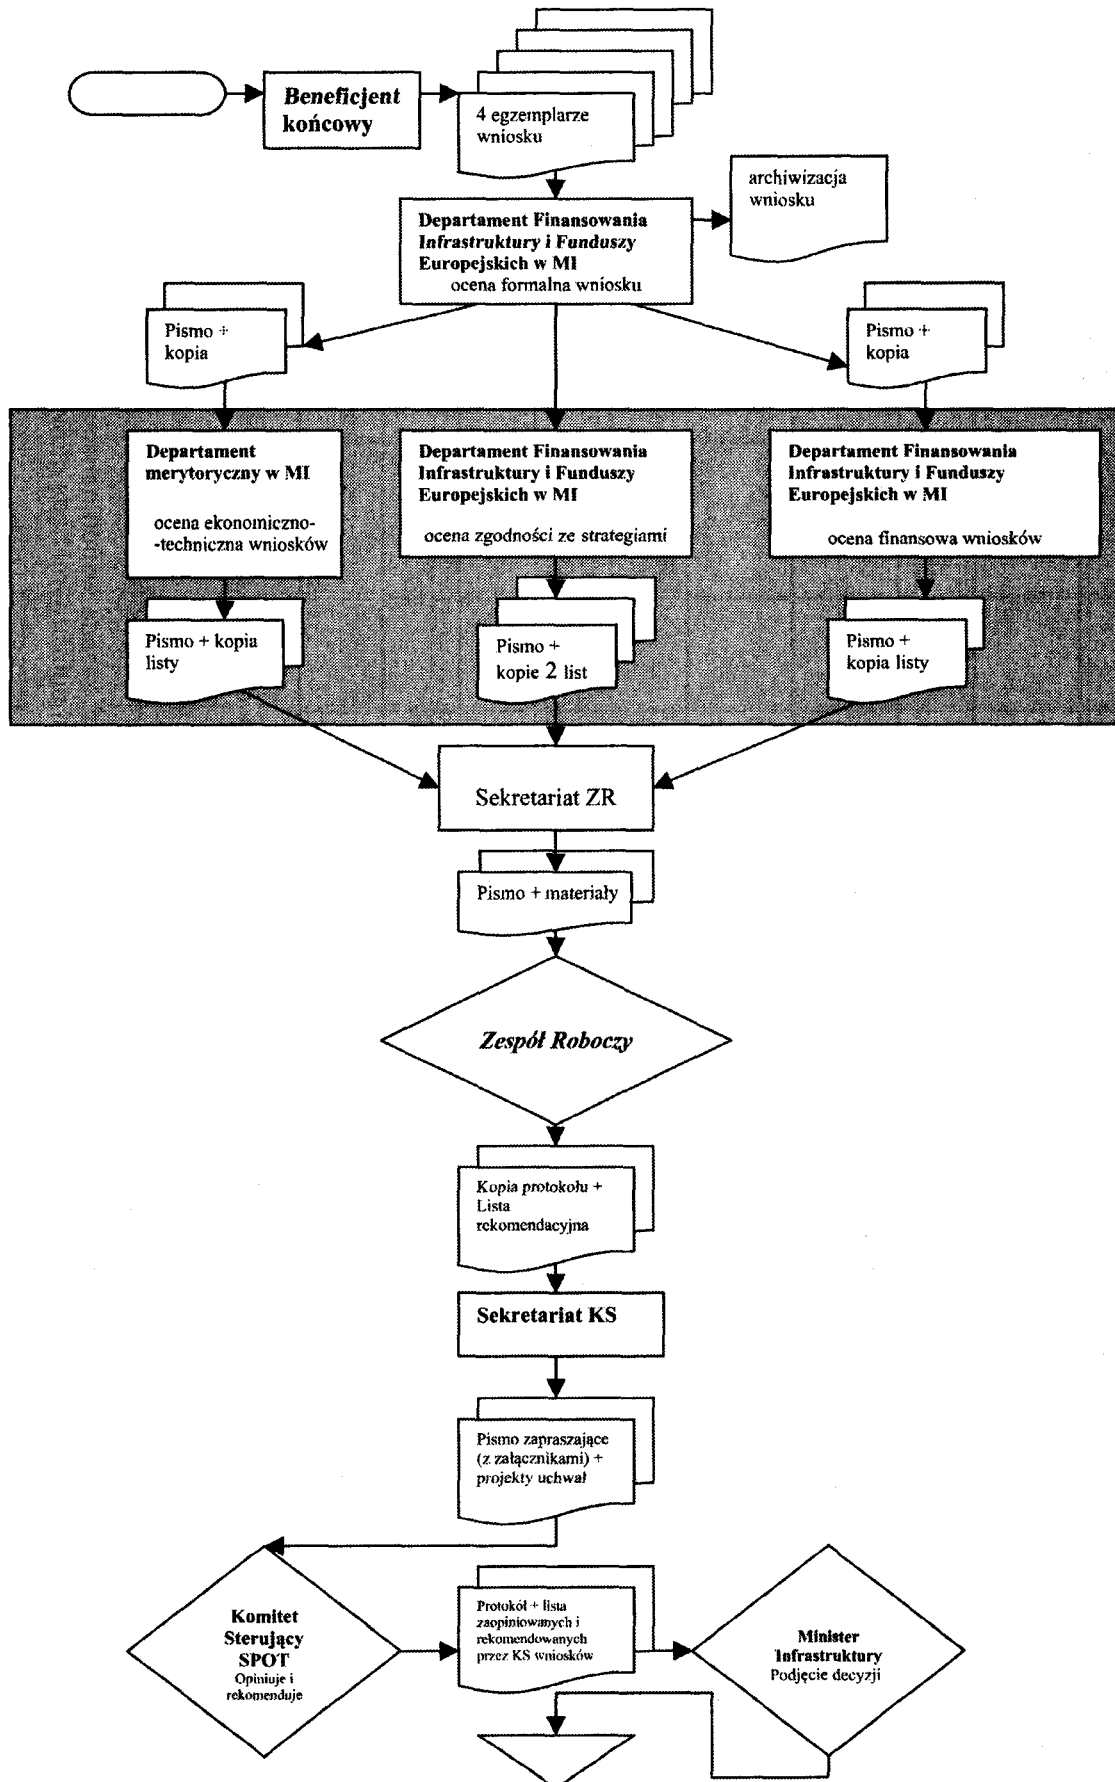 Beneficjent
końcowy
4 egzemplarze
wniosku
archiwizacja
wniosku
Departament Finansowania
Infrastruktury i Funduszy
Europejskich w MI
ocena formalna wniosku
Pismo +
kopia
Pismo +
kopia
Departament
merytoryczny w MI
ocena ekonomiczno-
-techniczna wniosków
Departament Finansowania
Infrastruktury i Funduszy
Europejskich w MI
ocena zgodności ze strategiami
Departament Finansowania
Infrastruktury i Funduszy
Europejskich w MI
ocena finansowa wniosków
Pismo + kopia
listy
Pismo +
kopie 2 list
Pismo +
kopia listy
Sekretariat ZR
Pismo + materiały
Zespół Roboczy
Kopia protokołu +
Lista
rekomendacyjna
Sekretariat KS
Pismo zapraszające
(z załącznikami) +
projekty uchwał
Komitet
Sterujący
SPOT
Opiniuje i
rekomenduje
Protokół + lista
zaopiniowanych i
rekomendowanych
przez KS wniosków
Minister
Infrastruktury
Podjęcie decyzji